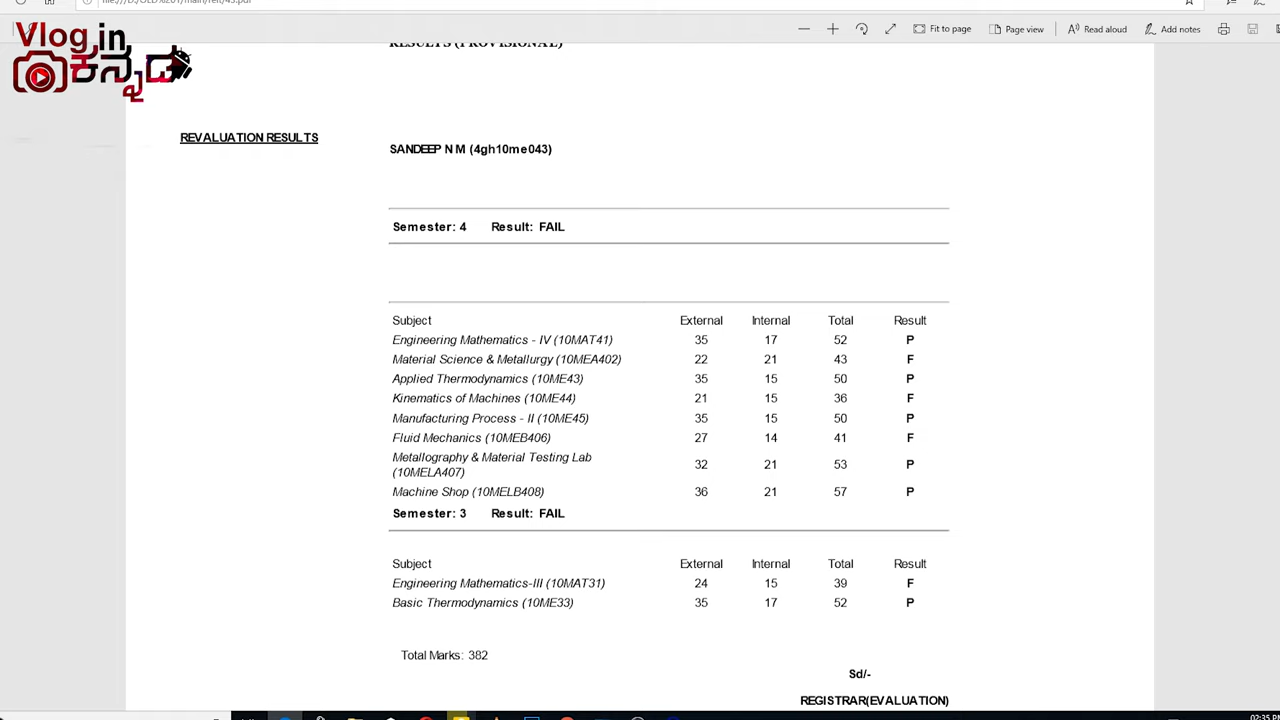 Fit to page
Page view
Read aloud
Add notes
Vlog in
ಕನ್ನಡ
RESULTS (PROVISIONAL)
REVALUATION RESULTS
SANDEEP N M (4gh10me043)
Semester: 4 Result: FAIL
Subject External Internal Total Result
Engineering Mathematics - IV (10MAT41) 35 17 52 P
Material Science & Metallurgy (10MEA402) 22 21 43 F
Applied Thermodynamics (10ME43) 35 15 50 P
Kinematics of Machines (10ME44) 21 15 36 F
Manufacturing Process - II (10ME45) 35 15 50 P
Fluid Mechanics (10MEB406) 27 14 41 F
Metallography & Material Testing Lab
(10MELA407) 32 21 53 P
Machine Shop (10MELB408) 36 21 57 P
Semester: 3 Result: FAIL
Subject External Internal Total Result
Engineering Mathematics-III (10MAT31) 24 15 39 F
Basic Thermodynamics (10ME33) 35 17 52 P
Total Marks: 382
Sd/-
REGISTRAR(EVALUATION)